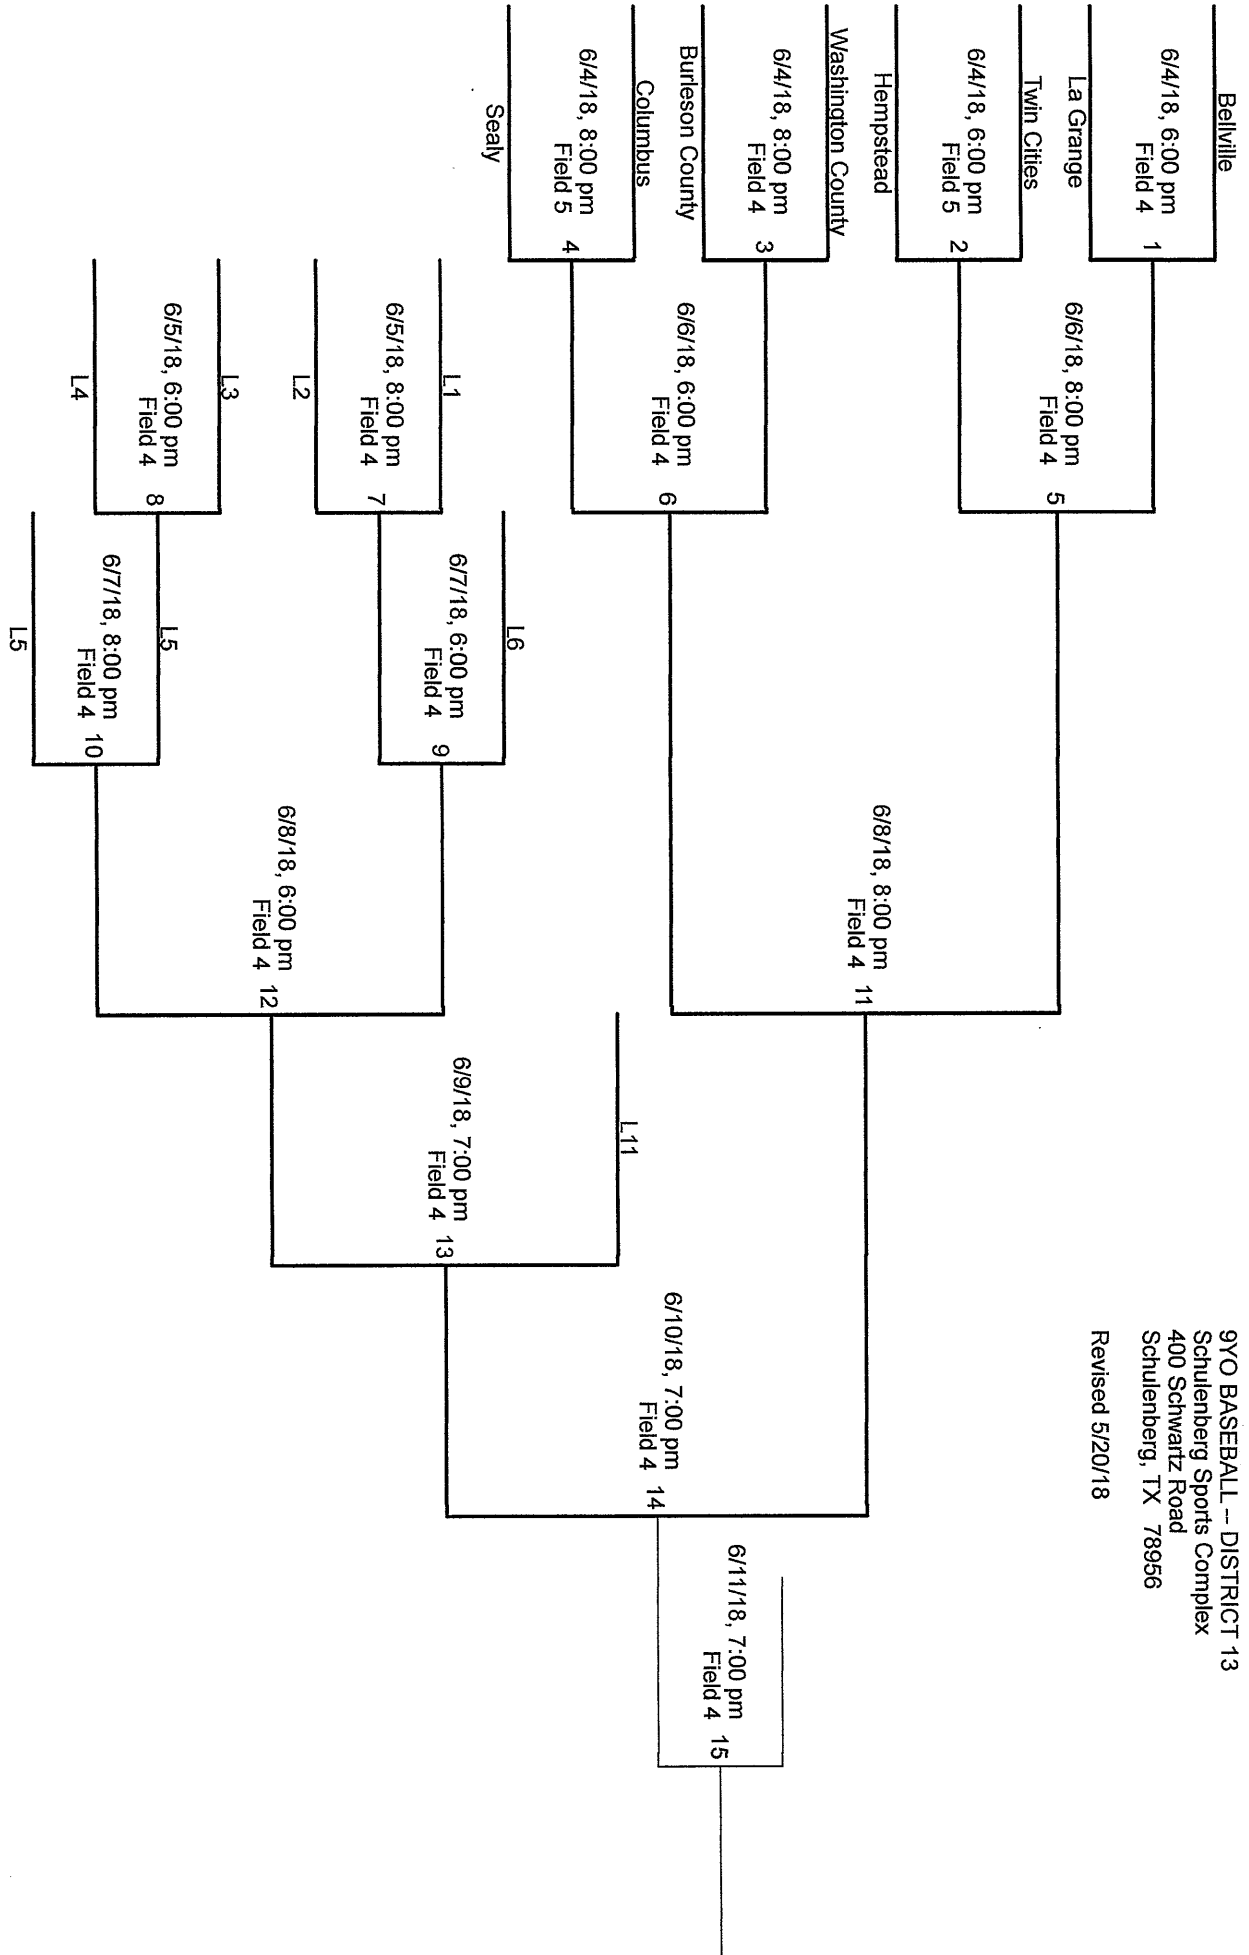 9YO BASEBALL -- DISTRICT 13
Schulenberg Sports Complex
400 Schwartz Road
Schulenberg, TX 78956
Revised 5/20/18
Bellville
6/4/18, 6:00 pm
Field 4 1
La Grange
6/6/18, 8:00 pm
Field 4 5
Twin Cities
6/4/18, 6:00 pm
Field 5 2
Hempstead
6/8/18, 8:00 pm
Field 4 11
Washington County
6/4/18, 8:00 pm
Field 4 3
Burleson County
6/6/18, 6:00 pm
Field 4 6
Columbus
6/4/18, 8:00 pm
Field 5 4
Sealy
6/11/18, 7:00 pm
Field 4 15
6/10/18, 7:00 pm
Field 4 14
L11
6/9/18, 7:00 pm
Field 4 13
L6
6/7/18, 6:00 pm
Field 4 9
L1
6/5/18, 8:00 pm
Field 4 7
L2
6/8/18, 6:00 pm
Field 4 12
L3
6/5/18, 6:00 pm
Field 4 8
L4
L5
6/7/18, 8:00 pm
Field 4 10
L5